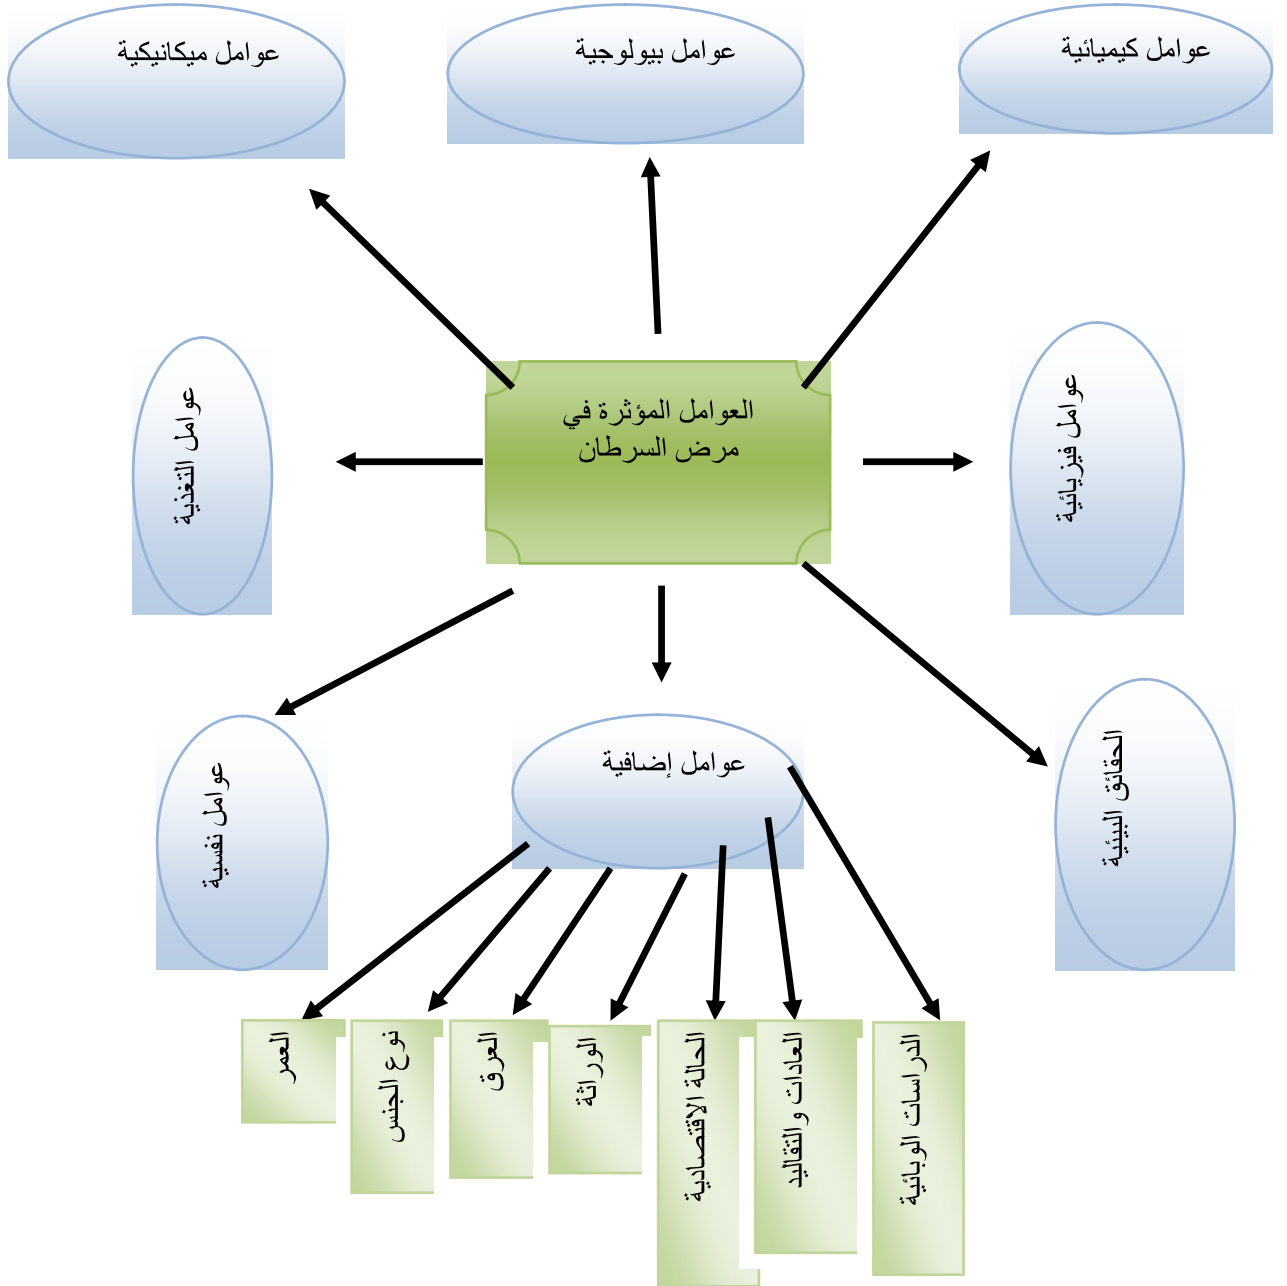 عوامل كيميائية
عوامل بيولوجية
عوامل ميكانيكية
العوامل المؤثرة في
مرض السرطان
عوامل فيزيائية
عوامل التغذية
الحقائق البيئية
عوامل إضافية
عوامل نفسية
الدراسات الوبائية
العادات والتقاليد
الحالة الاقتصادية
الوراثة
العرق
نوع الجنس
العمر